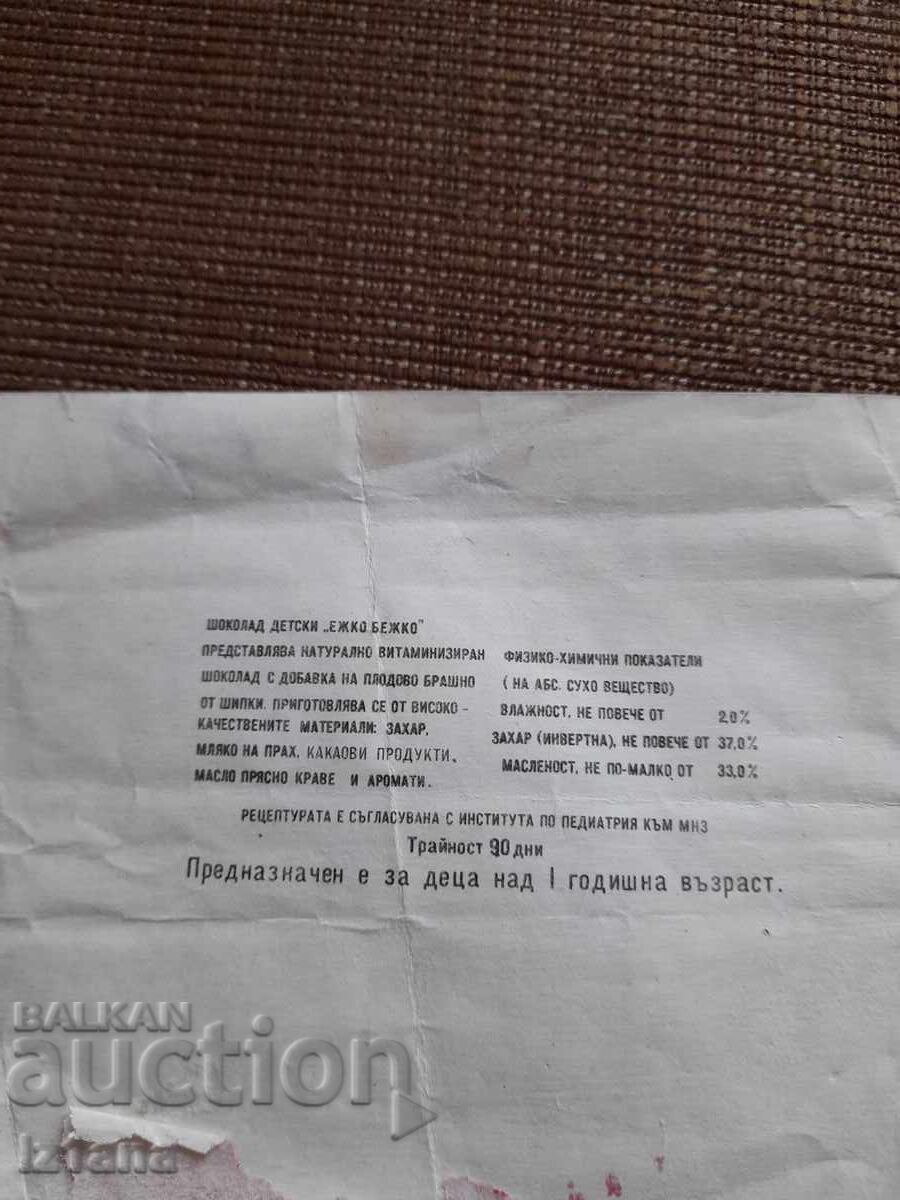 ШОКОЛАД ДЕТСКИ „ЕЖКО БЕЖКО"
ПРЕДСТАВЛЯВА НАТУРАЛНО ВИТАМИНИЗИРАН
ШОКОЛАД С ДОБАВКА НА ПЛОДОВО БРАШНО
ОТ ШИПКИ. ПРИГОТОВЛЯВА СЕ ОТ ВИСОКО-
КАЧЕСТВЕНИТЕ МАТЕРИАЛИ: ЗАХАР,
МЛЯКО НА ПРАХ, КАКАОВИ ПРОДУКТИ,
МАСЛО ПРЯСНО КРАВЕ И АРОМАТИ.
ФИЗИКО-ХИМИЧНИ ПОКАЗАТЕЛИ
( НА АБС. СУХО ВЕЩЕСТВО)
ВЛАЖНОСТ, НЕ ПОВЕЧЕ ОТ 2,0%
ЗАХАР (ИНВЕРТНА), НЕ ПОВЕЧЕ ОТ 37,0%
МАСЛЕНОСТ, НЕ ПО-МАЛКО ОТ 33,0%
РЕЦЕПТУРАТА Е СЪГЛАСУВАНА С ИНСТИТУТА ПО ПЕДИАТРИЯ КЪМ МНЗ
Трайност 90 дни
Предназначен е за деца над I годишна възраст.
BALKAN
auction
iziana